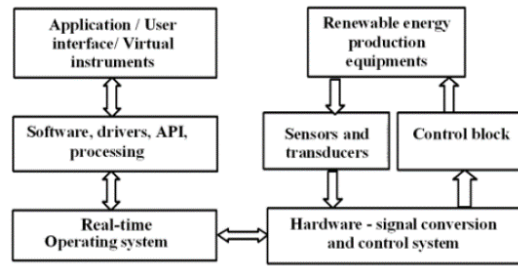 Application / User
interface/ Virtual
instruments
Renewable energy
production
equipments
Software, drivers, API,
processing
Sensors and
transducers
Control block
Real-time
Operating system
Hardware - signal conversion
and control system